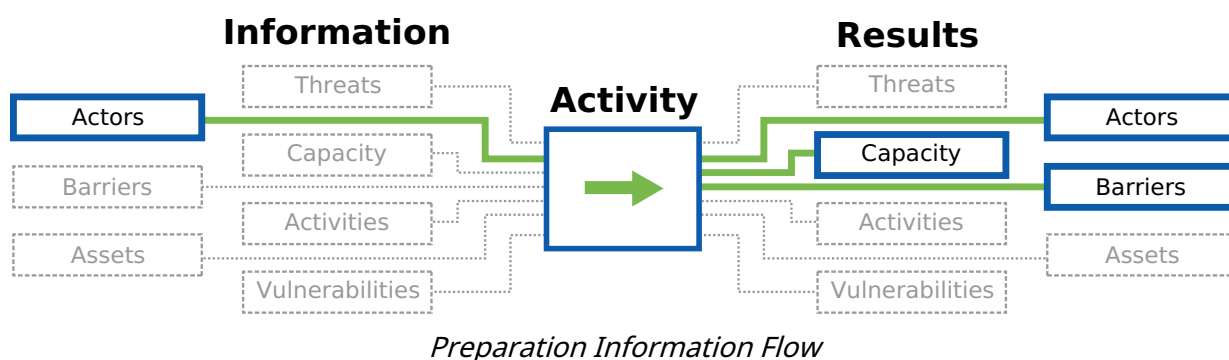 Information
Results
Activity
Threats
Actors
Capacity
Barriers
Activities
Assets
Vulnerabilities
Threats
Actors
Capacity
Barriers
Activities
Assets
Vulnerabilities
Preparation Information Flow